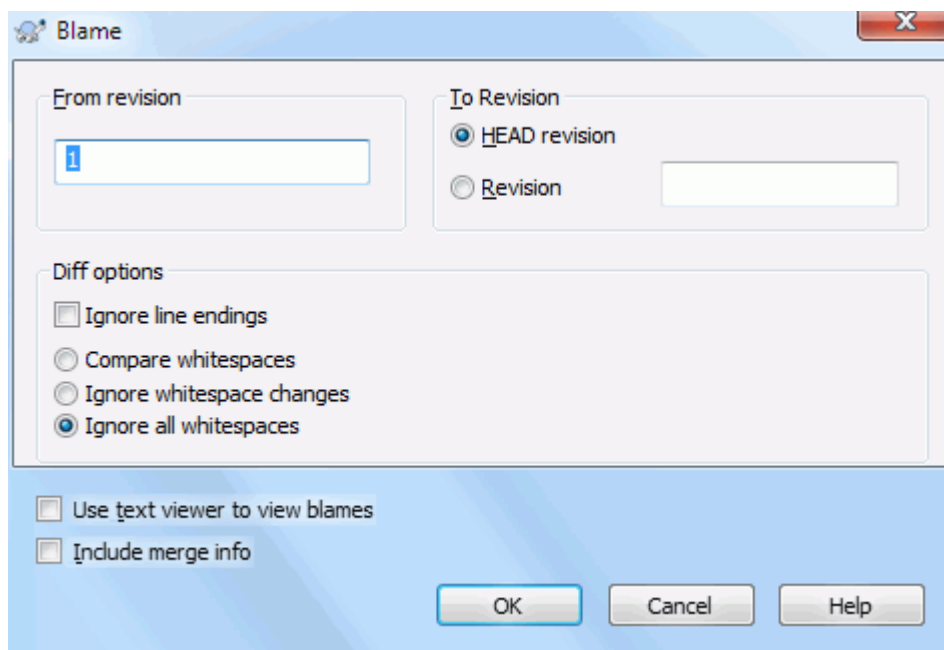 Blame
From revision
1
To Revision
HEAD revision
Revision
Diff options
Ignore line endings
Compare whitespaces
Ignore whitespace changes
Ignore all whitespaces
Use text viewer to view blames
Include merge info
OK Cancel Help